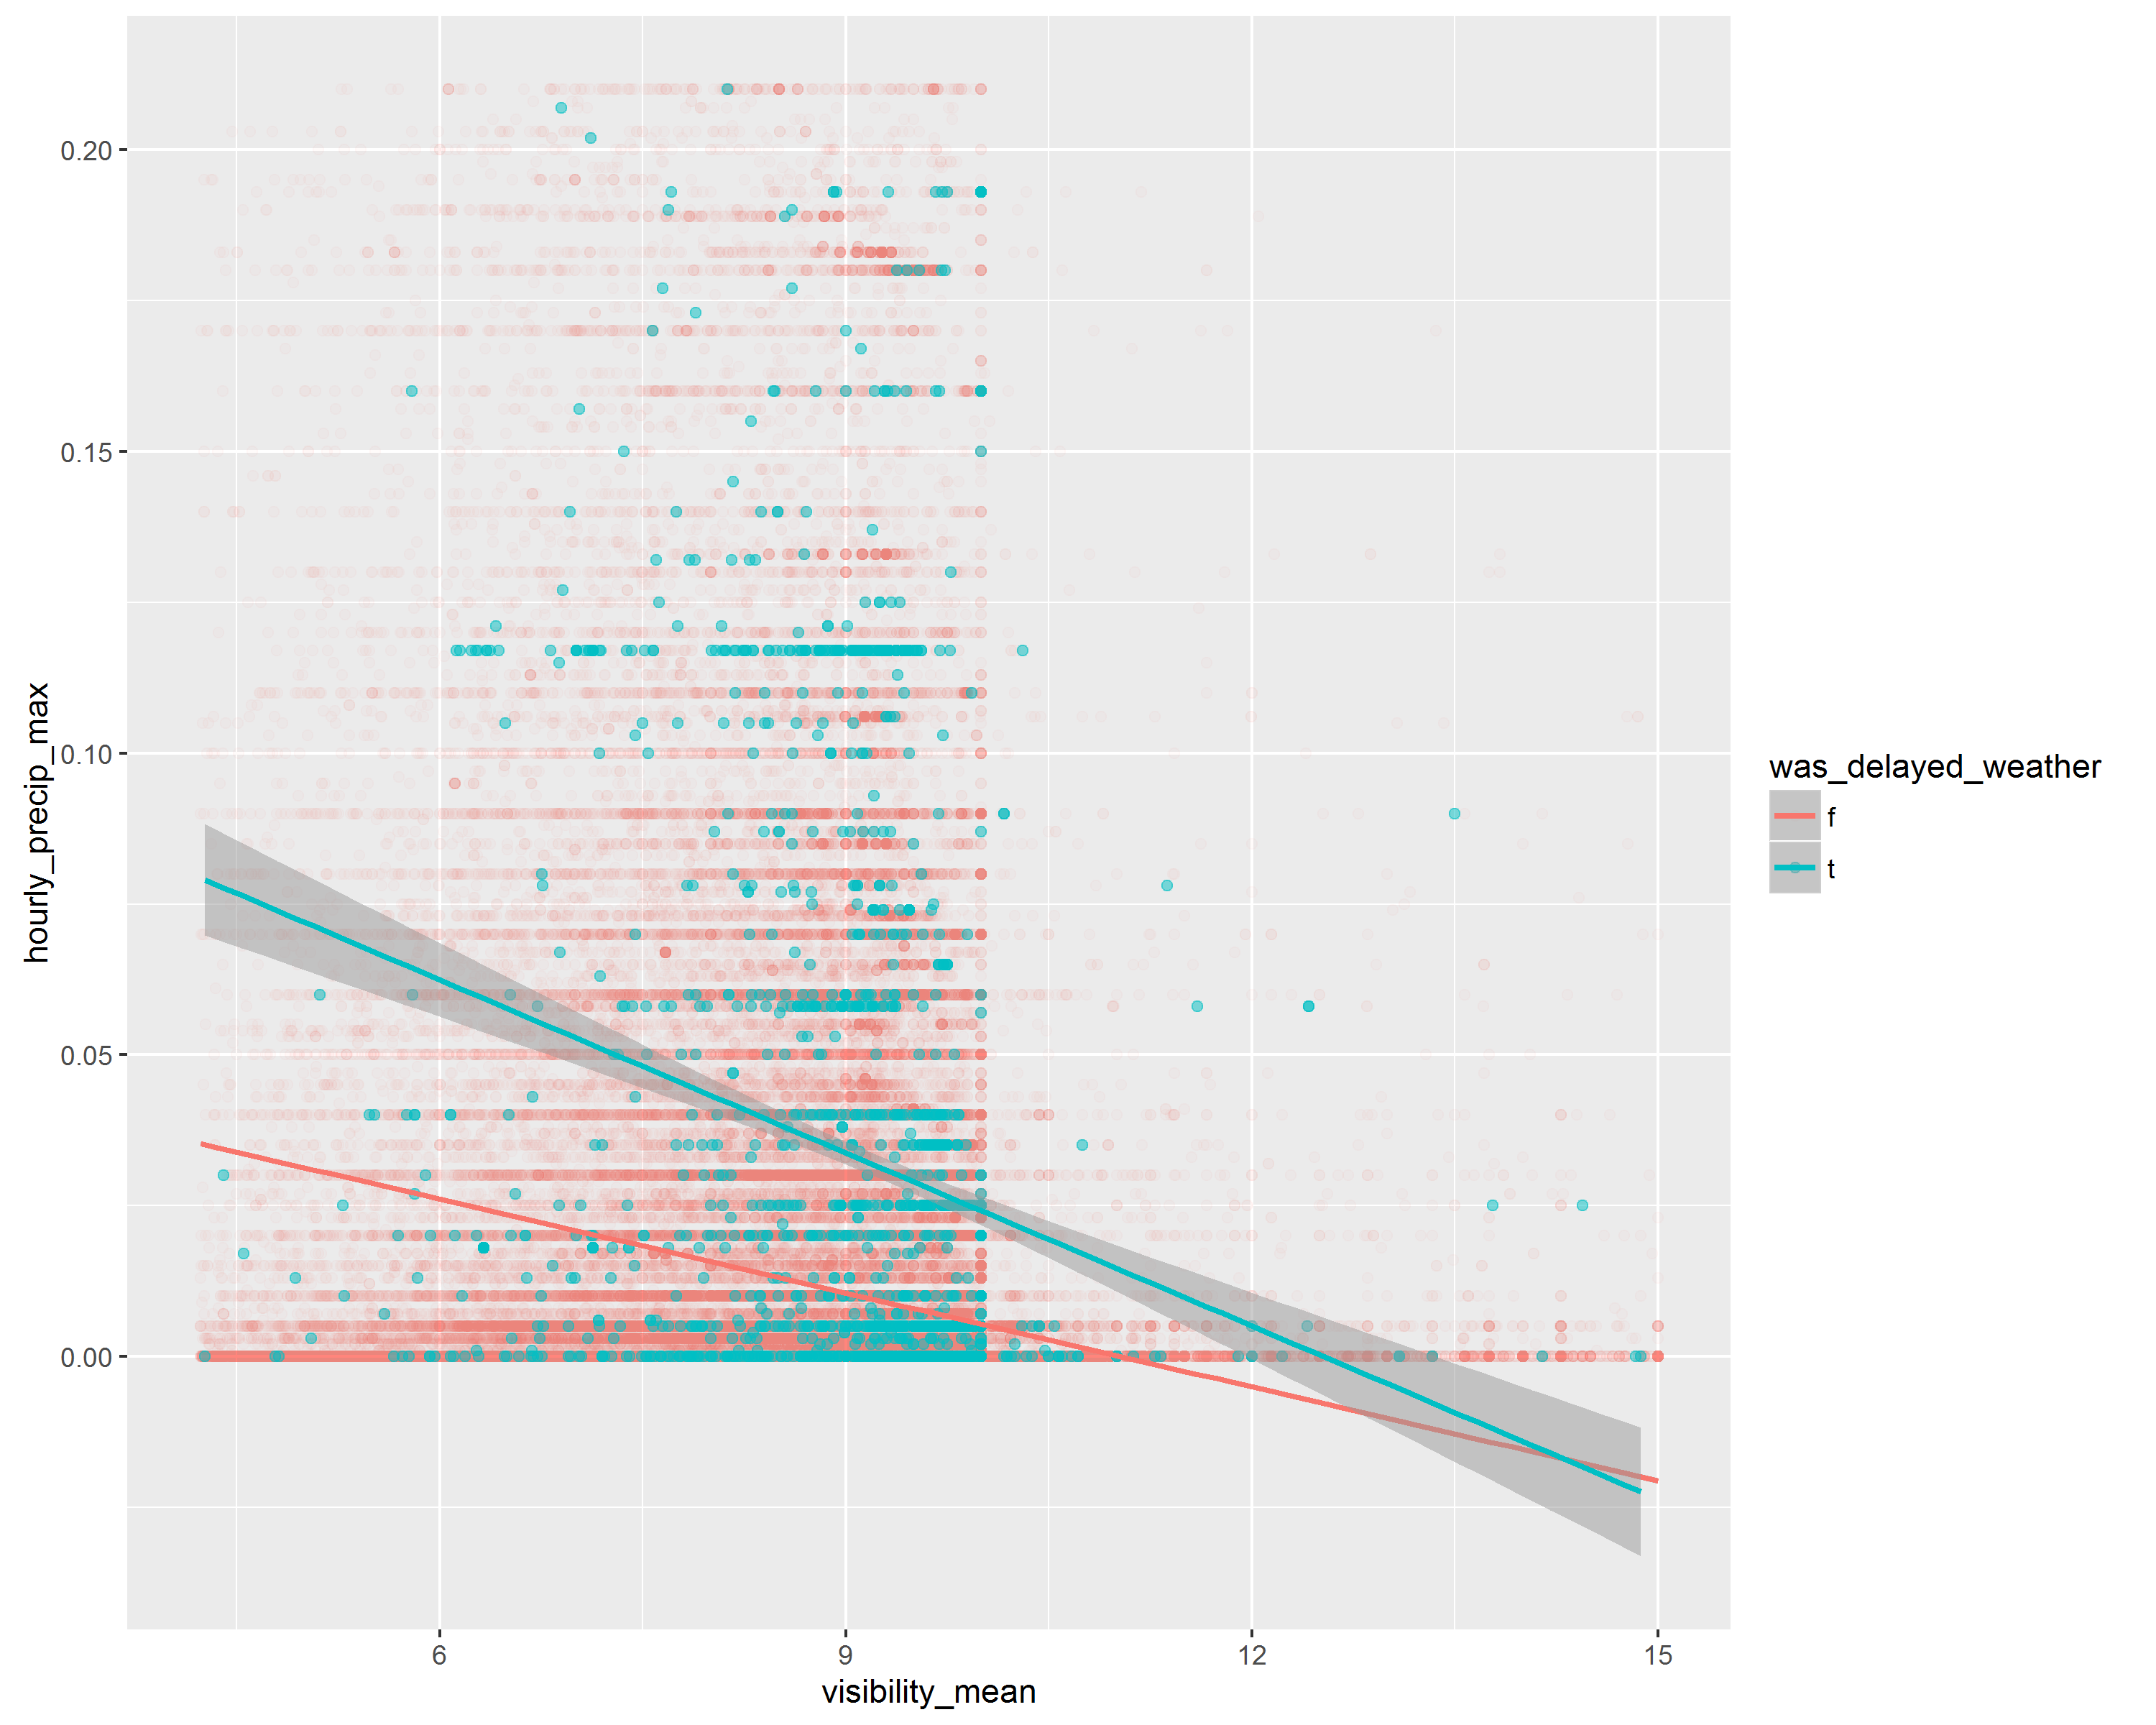 0.20
0.15
0.10
0.05
0.00
hourly_precip_max
6
9
12
15
visibility_mean
was_delayed_weather
f
t